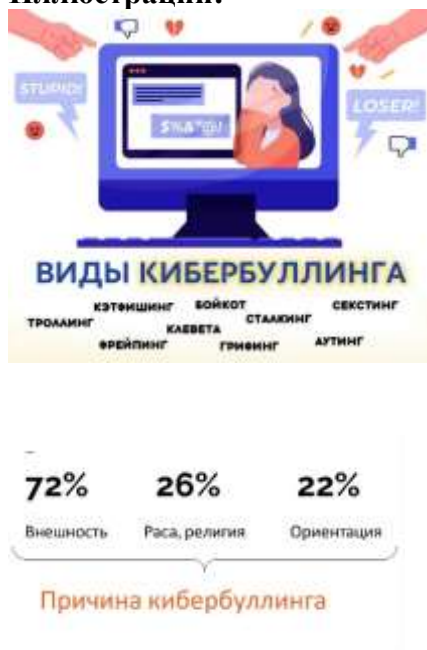 Иллюстрации:
STUPID!
$%&*@!
LOSER!
ВИДЫ КИБЕРБУЛЛИНГА
КЭТФИШИНГ БОЙКОТ СЕКСТИНГ
ТРОЛЛИНГ КЛЕВЕТА СТАЛКИНГ
ФРЕЙПИНГ ГРИФИНГ АУТИНГ
72% 26% 22%
Внешность Раса, религия Ориентация
Причина кибербуллинга